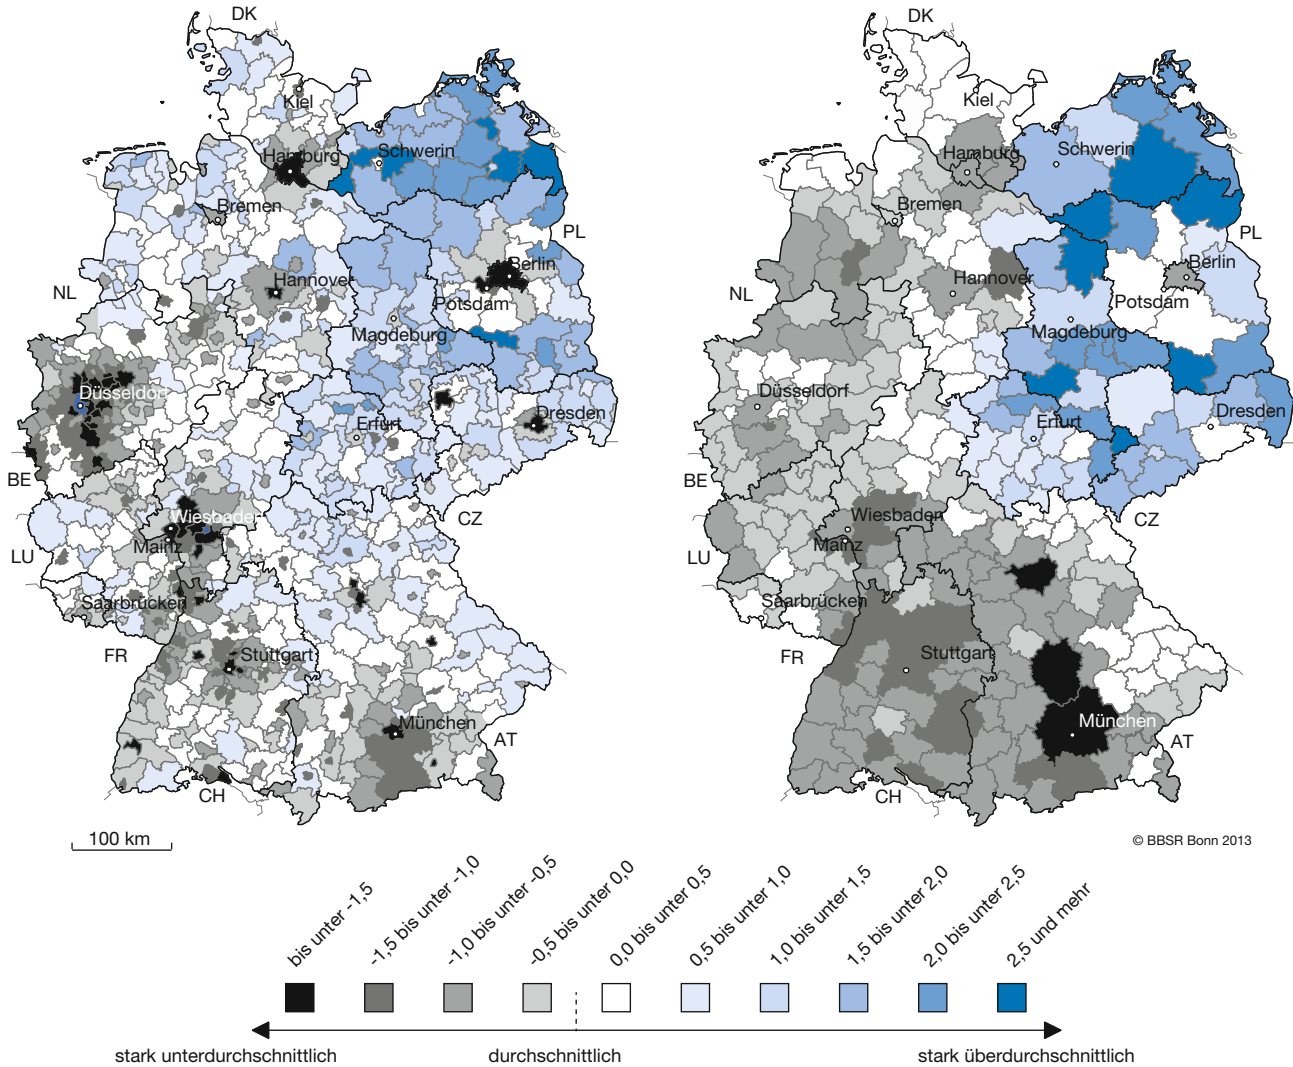 DK
Kiel
Hamburg
Schwerin
Bremen
PL
Berlin
Hannover
NL
Potsdam
Magdeburg
Düsseldorf
Dresden
Erfurt
BE
Wiesbaden
CZ
Mainz
LU
Saarbrücken
FR
Stuttgart
München
AT
CH
100 km
DK
Kiel
Hamburg
Schwerin
Bremen
PL
Berlin
Hannover
NL
Potsdam
Magdeburg
Düsseldorf
Dresden
Erfurt
BE
Wiesbaden
CZ
Mainz
LU
Saarbrücken
FR
Stuttgart
München
AT
CH
© BBSR Bonn 2013
bis unter -1,5
-1,5 bis unter -1,0
-1,0 bis unter -0,5
-0,5 bis unter 0,0
0,0 bis unter 0,5
0,5 bis unter 1,0
1,0 bis unter 1,5
1,5 bis unter 2,0
2,0 bis unter 2,5
2,5 und mehr
stark unterdurchschnittlich
durchschnittlich
stark überdurchschnittlich